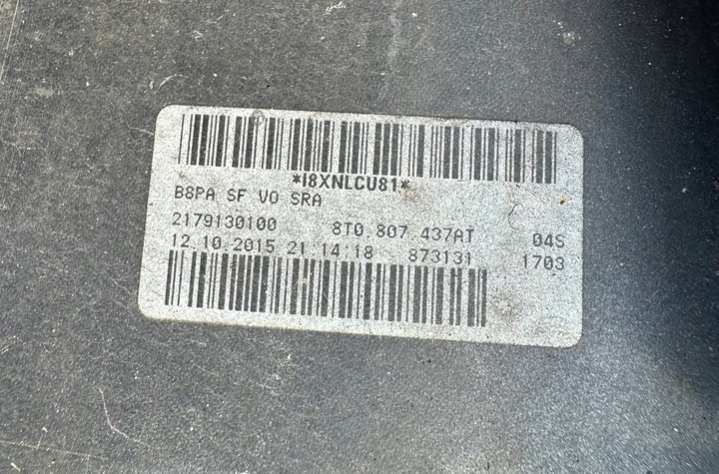 *I8XNLCU81*
B8PA SF VO SRA
2179130100 8T0.807.437AT 04S
12.10.2015 21:14:18 873131 1703